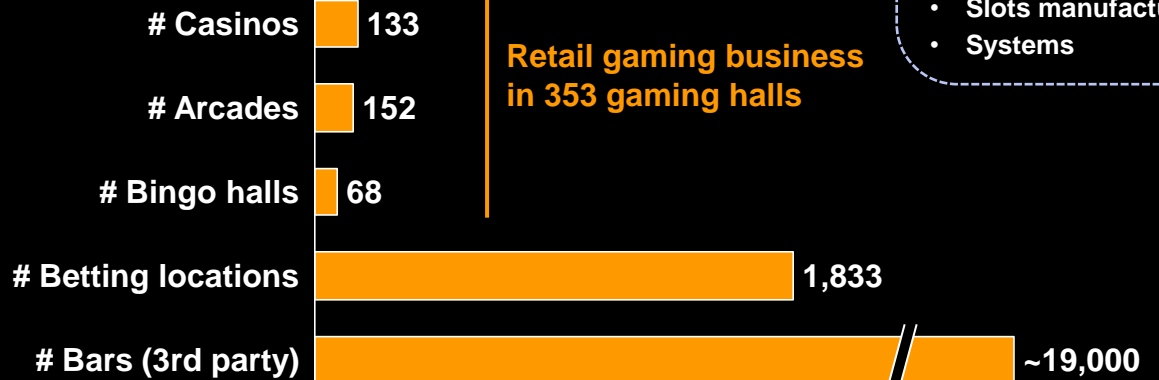 • Slots
• Systems
# Casinos 133
Retail gaming business
in 353 gaming halls
# Arcades 152
# Bingo halls 68
# Betting locations 1,833
# Bars (3rd party) ~19,000